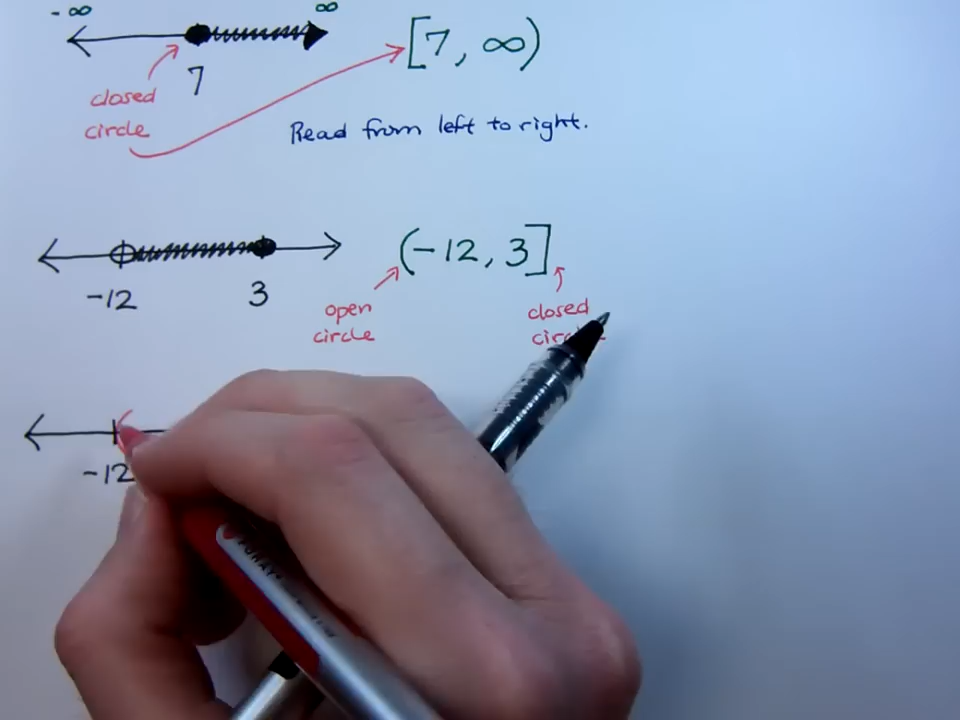 -∞ ∞
7
[7, ∞)
closed
circle
Read from left to right.
-12 3
(-12, 3]
open
circle
closed
-12